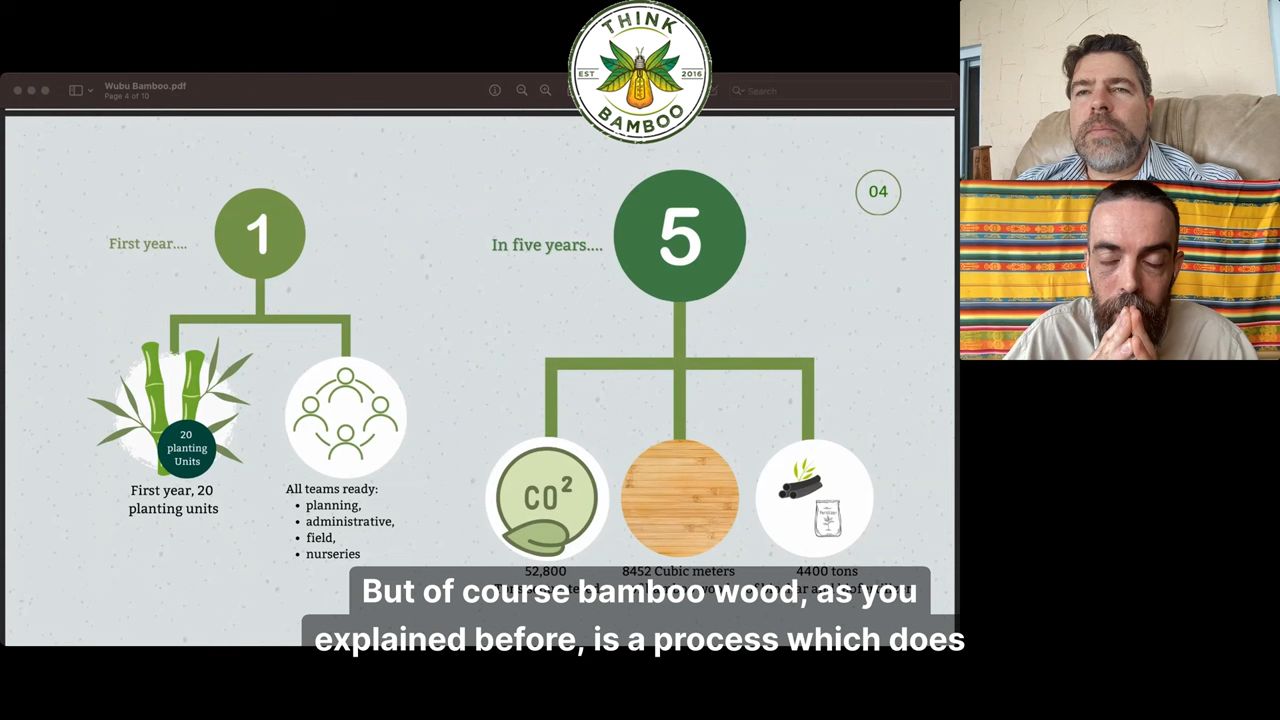 THINK
EST
2016
BAMBOO
Wubu Bamboo.pdf
Page 4 of 10
Search
04
First year....
1
In five years....
5
20
planting
Units
First year, 20
planting units
All teams ready:
• planning,
• administrative,
• field,
• nurseries
CO²
fertilizer
52,800
8452 Cubic meters
4400 tons
But of course bamboo wood, as you
explained before, is a process which does